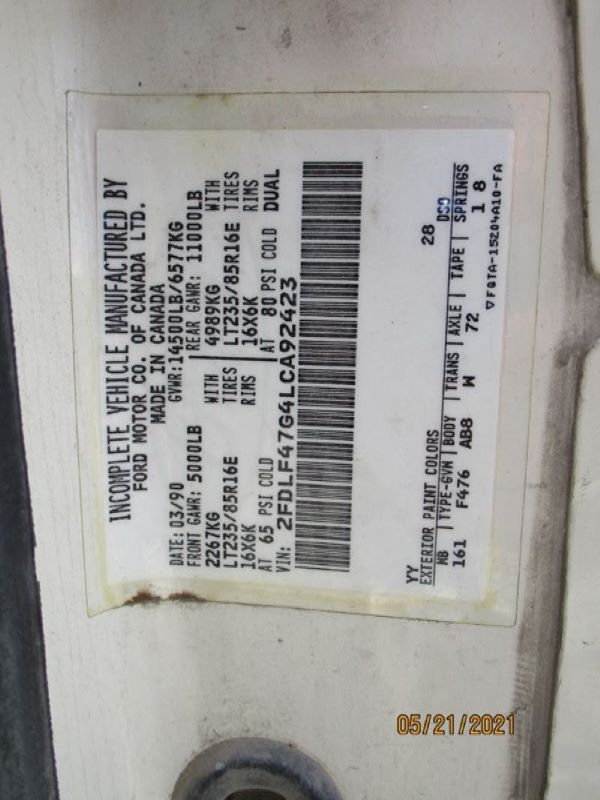 INCOMPLETE VEHICLE MANUFACTURED BY
FORD MOTOR CO. OF CANADA LTD.
MADE IN CANADA
DATE: 03/90 GVWR:14500LB/6577KG
FRONT GAWR: 5000LB REAR GAWR: 11000LB
2267KG WITH 4989KG WITH
LT235/85R16E TIRES LT235/85R16E TIRES
16X6K RIMS 16X6K RIMS
AT 65 PSI COLD AT 80 PSI COLD DUAL
VIN: 2FDLF47G4LCA92423
YY 28
EXTERIOR PAINT COLORS DSO
WB | TYPE-GVW | BODY | TRANS | AXLE | TAPE | SPRINGS
161 F476 AB8 W 72 1 8
▽ F0TA-15204A10-FA
05/21/2021